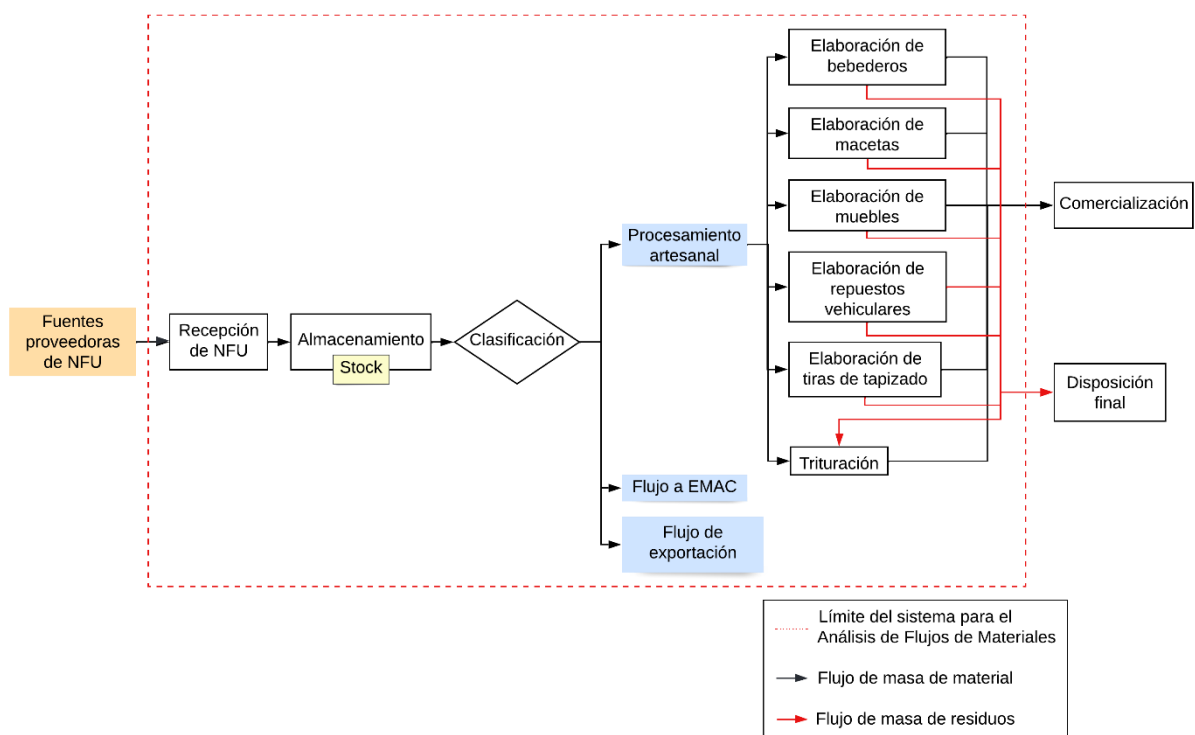 Fuentes
proveedoras
de NFU
Recepción
de NFU
Almacenamiento
Stock
Clasificación
Procesamiento
artesanal
Flujo a EMAC
Flujo de
exportación
Elaboración de
bebederos
Elaboración de
macetas
Elaboración de
muebles
Elaboración de
repuestos
vehiculares
Elaboración de
tiras de tapizado
Trituración
Comercialización
Disposición
final
Límite del sistema para el
Análisis de Flujos de Materiales
Flujo de masa de material
Flujo de masa de residuos